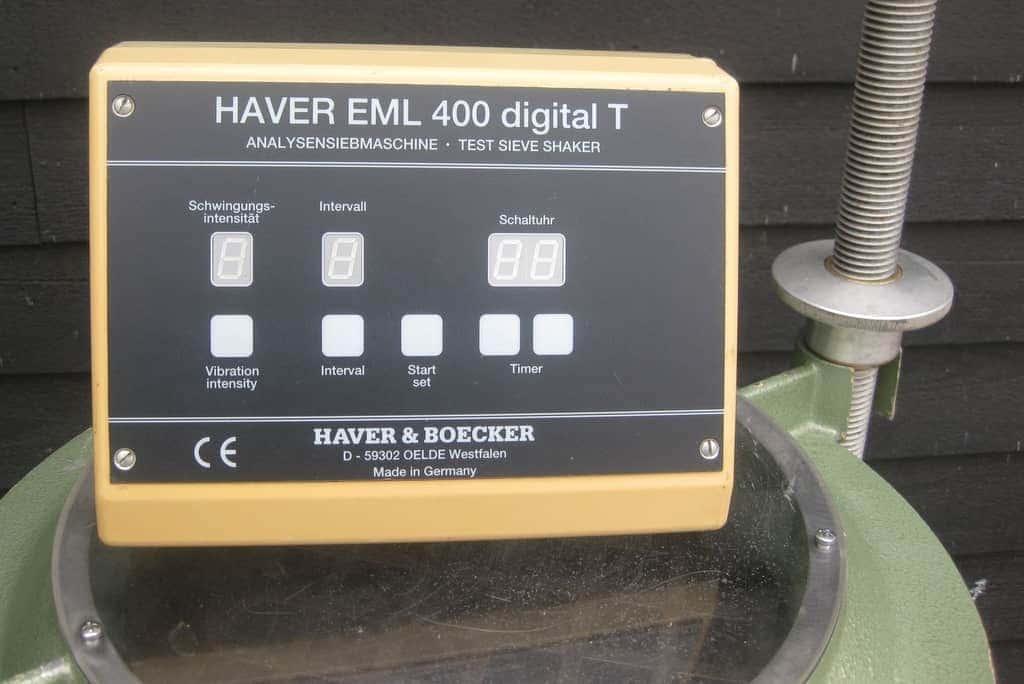 HAVER EML 400 digital T
ANALYSENSIEBMASCHINE · TEST SIEVE SHAKER
Schwingungs-
intensität
Intervall
Schaltuhr
Vibration
intensity
Interval
Start
set
Timer
CE
HAVER & BOECKER
D - 59302 OELDE Westfalen
Made in Germany